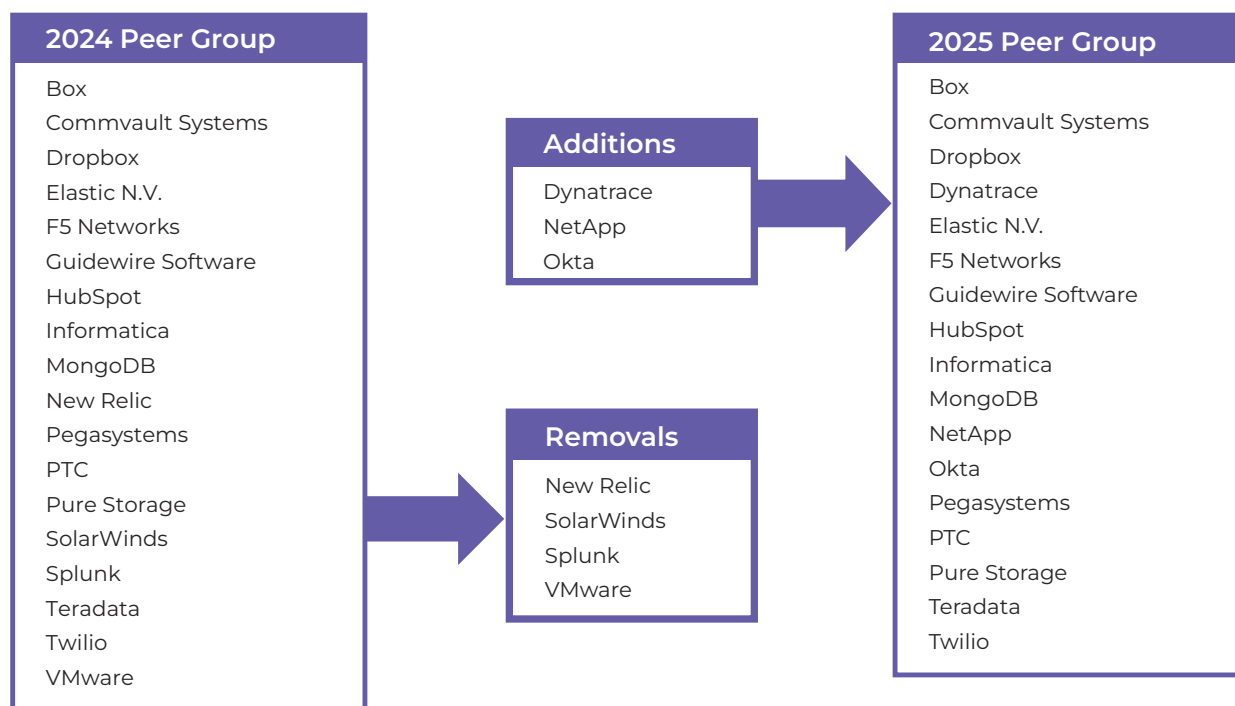 2024 Peer Group
Box
Commvault Systems
Dropbox
Elastic N.V.
F5 Networks
Guidewire Software
HubSpot
Informatica
MongoDB
New Relic
Pegasystems
PTC
Pure Storage
SolarWinds
Splunk
Teradata
Twilio
VMware
Additions
Dynatrace
NetApp
Okta
Removals
New Relic
SolarWinds
Splunk
VMware
2025 Peer Group
Box
Commvault Systems
Dropbox
Dynatrace
Elastic N.V.
F5 Networks
Guidewire Software
HubSpot
Informatica
MongoDB
NetApp
Okta
Pegasystems
PTC
Pure Storage
Teradata
Twilio